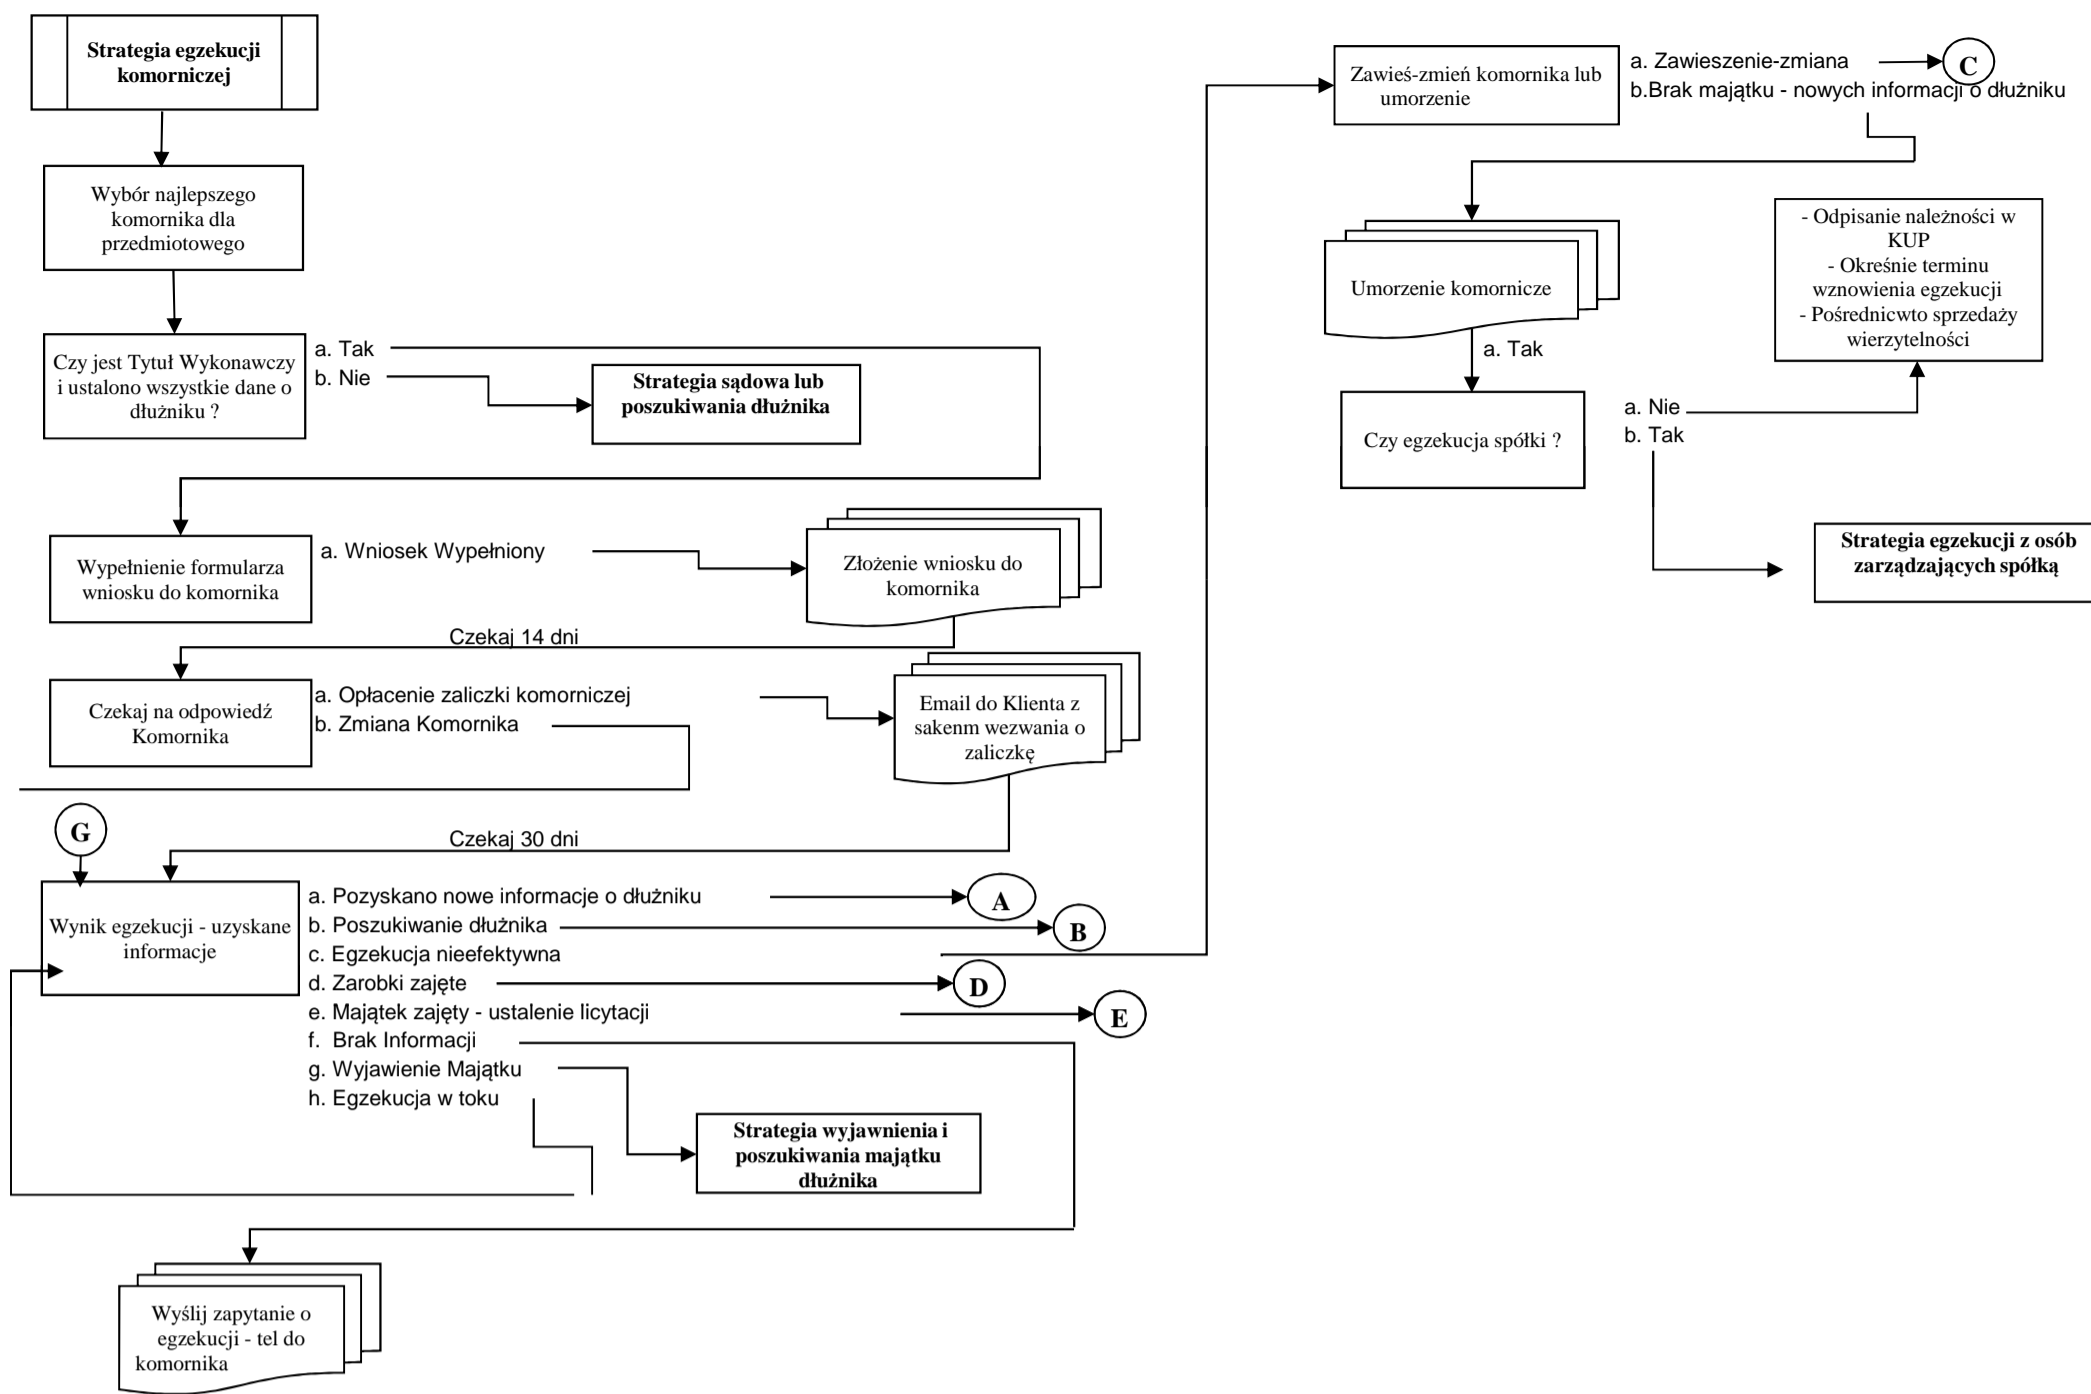 Strategia egzekucji
komorniczej
Wybór najlepszego
komornika dla
przedmiotowego
Czy jest Tytuł Wykonawczy
i ustalono wszystkie dane o
dłużniku ?
a. Tak
b. Nie
Strategia sądowa lub
poszukiwania dłużnika
Wypełnienie formularza
wniosku do komornika
a. Wniosek Wypełniony
Złożenie wniosku do
komornika
Czekaj 14 dni
Czekaj na odpowiedź
Komornika
a. Opłacenie zaliczki komorniczej
b. Zmiana Komornika
Email do Klienta z
sakenm wezwania o
zaliczkę
G
Czekaj 30 dni
Wynik egzekucji - uzyskane
informacje
a. Pozyskano nowe informacje o dłużniku
b. Poszukiwanie dłużnika
c. Egzekucja nieefektywna
d. Zarobki zajęte
e. Majątek zajęty - ustalenie licytacji
f. Brak Informacji
g. Wyjawienie Majątku
h. Egzekucja w toku
A
B
D
E
Strategia wyjawnienia i
poszukiwania majątku
dłużnika
Wyślij zapytanie o
egzekucji - tel do
komornika
Zawieś-zmień komornika lub
umorzenie
a. Zawieszenie-zmiana
b.Brak majątku - nowych informacji o dłużniku
C
Umorzenie komornicze
a. Tak
- Odpisanie należności w
KUP
- Okreśnie terminu
wznowienia egzekucji
- Pośrednicwto sprzedaży
wierzytelności
Czy egzekucja spółki ?
a. Nie
b. Tak
Strategia egzekucji z osób
zarządzających spółką